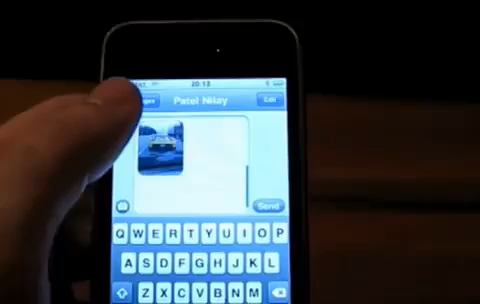 20:13
Patel Nilay
Edit
Send
Q W E R T Y U I O P
A S D F G H J K L
Z X C V B N M